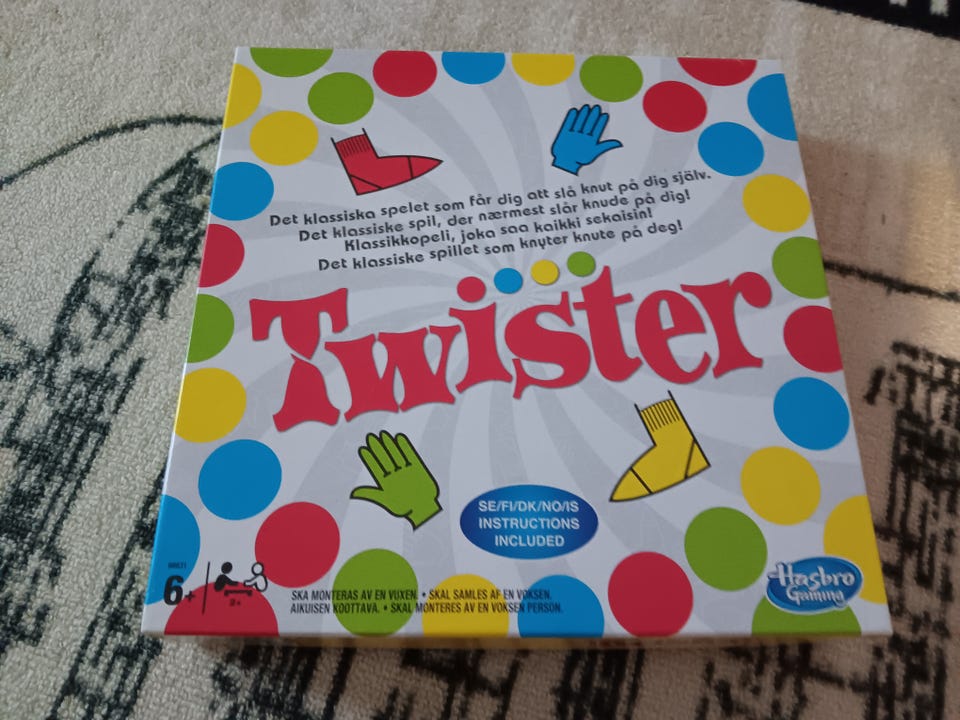 Det klassiska spelet som får dig att slå knut på dig själv.
Det klassiske spil, der nærmest slår knude på dig!
Klassikkopeli, joka saa kaikki sekaisin!
Det klassiske spillet som knyter knute på deg!
Twister
SE/FI/DK/NO/IS
INSTRUCTIONS
INCLUDED
6+
2+
SKA MONTERAS AV EN VUXEN. • SKAL SAMLES AF EN VOKSEN.
AIKUISEN KOOTTAVA. • SKAL MONTERES AV EN VOKSEN PERSON.
Hasbro
Gaming